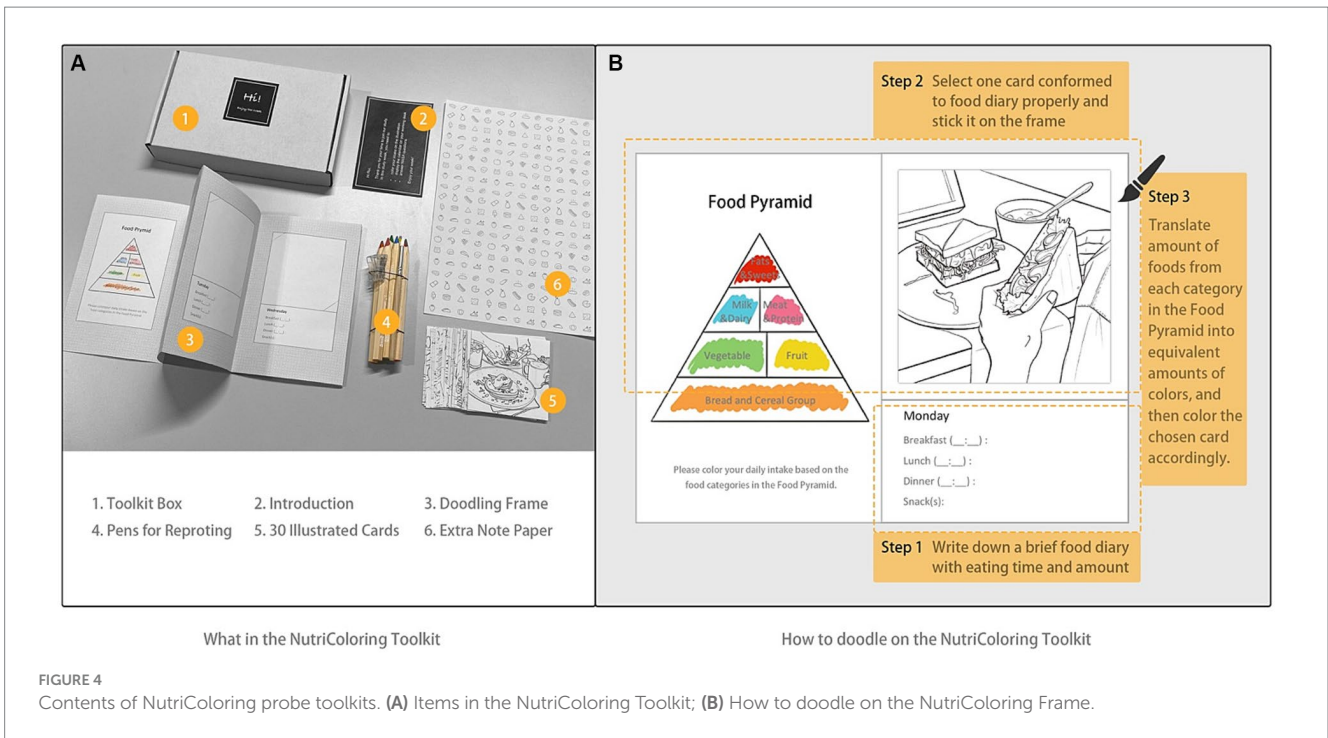 A
Hi!
1
2
Food Prymid
Tuesday
Wednesday
3
4
5
6
1. Toolkit Box
2. Introduction
3. Doodling Frame
4. Pens for Reproting
5. 30 Illustrated Cards
6. Extra Note Paper
What in the NutriColoring Toolkit
B
Step 2 Select one card conformed
to food diary properly and
stick it on the frame
Food Pyramid
Fats
&Sweets
Milk
&Dairy
Meat
&Protein
Vegetable
Fruit
Bread and Cereal Group
Please color your daily intake based on the
food categories in the Food Pyramid.
Monday
Breakfast (__:__) :
Lunch (__:__) :
Dinner (__:__) :
Snack(s):
Step 3
Translate
amount of
foods from
each category
in the Food
Pyramid into
equivalent
amounts of
colors, and
then color the
chosen card
accordingly.
Step 1 Write down a brief food diary
with eating time and amount
How to doodle on the NutriColoring Toolkit
FIGURE 4
Contents of NutriColoring probe toolkits. (A) Items in the NutriColoring Toolkit; (B) How to doodle on the NutriColoring Frame.